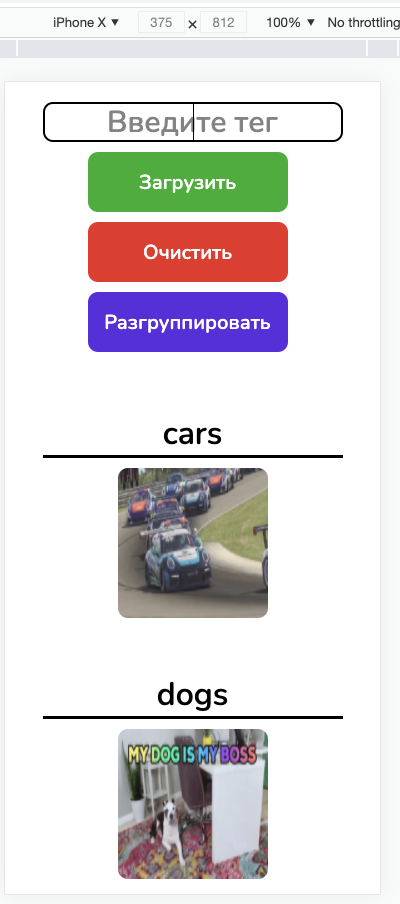 iPhone X ▼ 375 × 812 100% ▼ No throttling
Введите тег
Загрузить
Очистить
Разгруппировать
cars
dogs
MY DOG IS MY BOSS